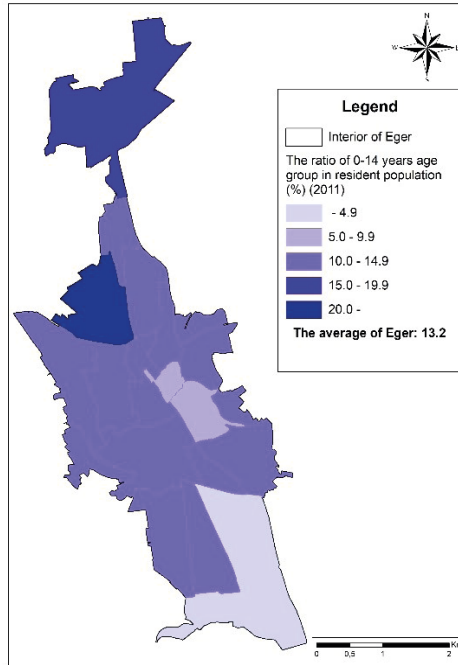 N
W
S
Legend
Interior of Eger
The ratio of 0-14 years age
group in resident population
(%) (2011)
- 4.9
5.0 - 9.9
10.0 - 14.9
15.0 - 19.9
20.0 -
The average of Eger: 13.2
0 0,5 1 2